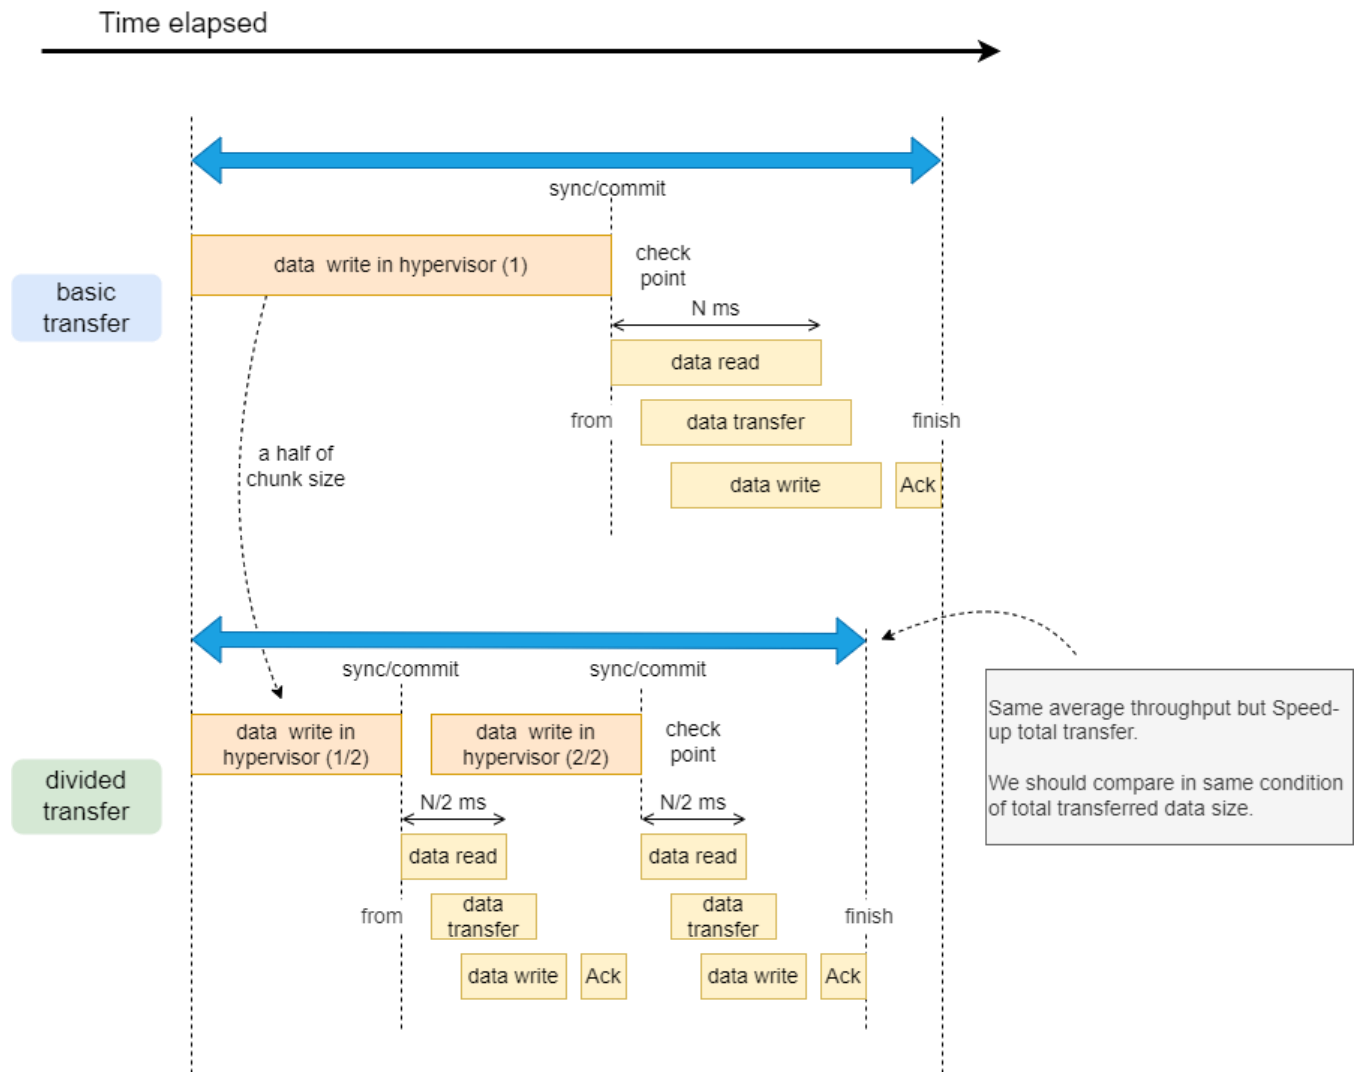 Time elapsed
sync/commit
data write in hypervisor (1)
check
point
basic
transfer
N ms
data read
from
data transfer
finish
a half of
chunk size
data write
Ack
sync/commit
sync/commit
data write in
hypervisor (1/2)
data write in
hypervisor (2/2)
check
point
Same average throughput but Speed-
up total transfer.
We should compare in same condition
of total transferred data size.
divided
transfer
N/2 ms
N/2 ms
data read
data read
from
data
transfer
data
transfer
finish
data write
Ack
data write
Ack